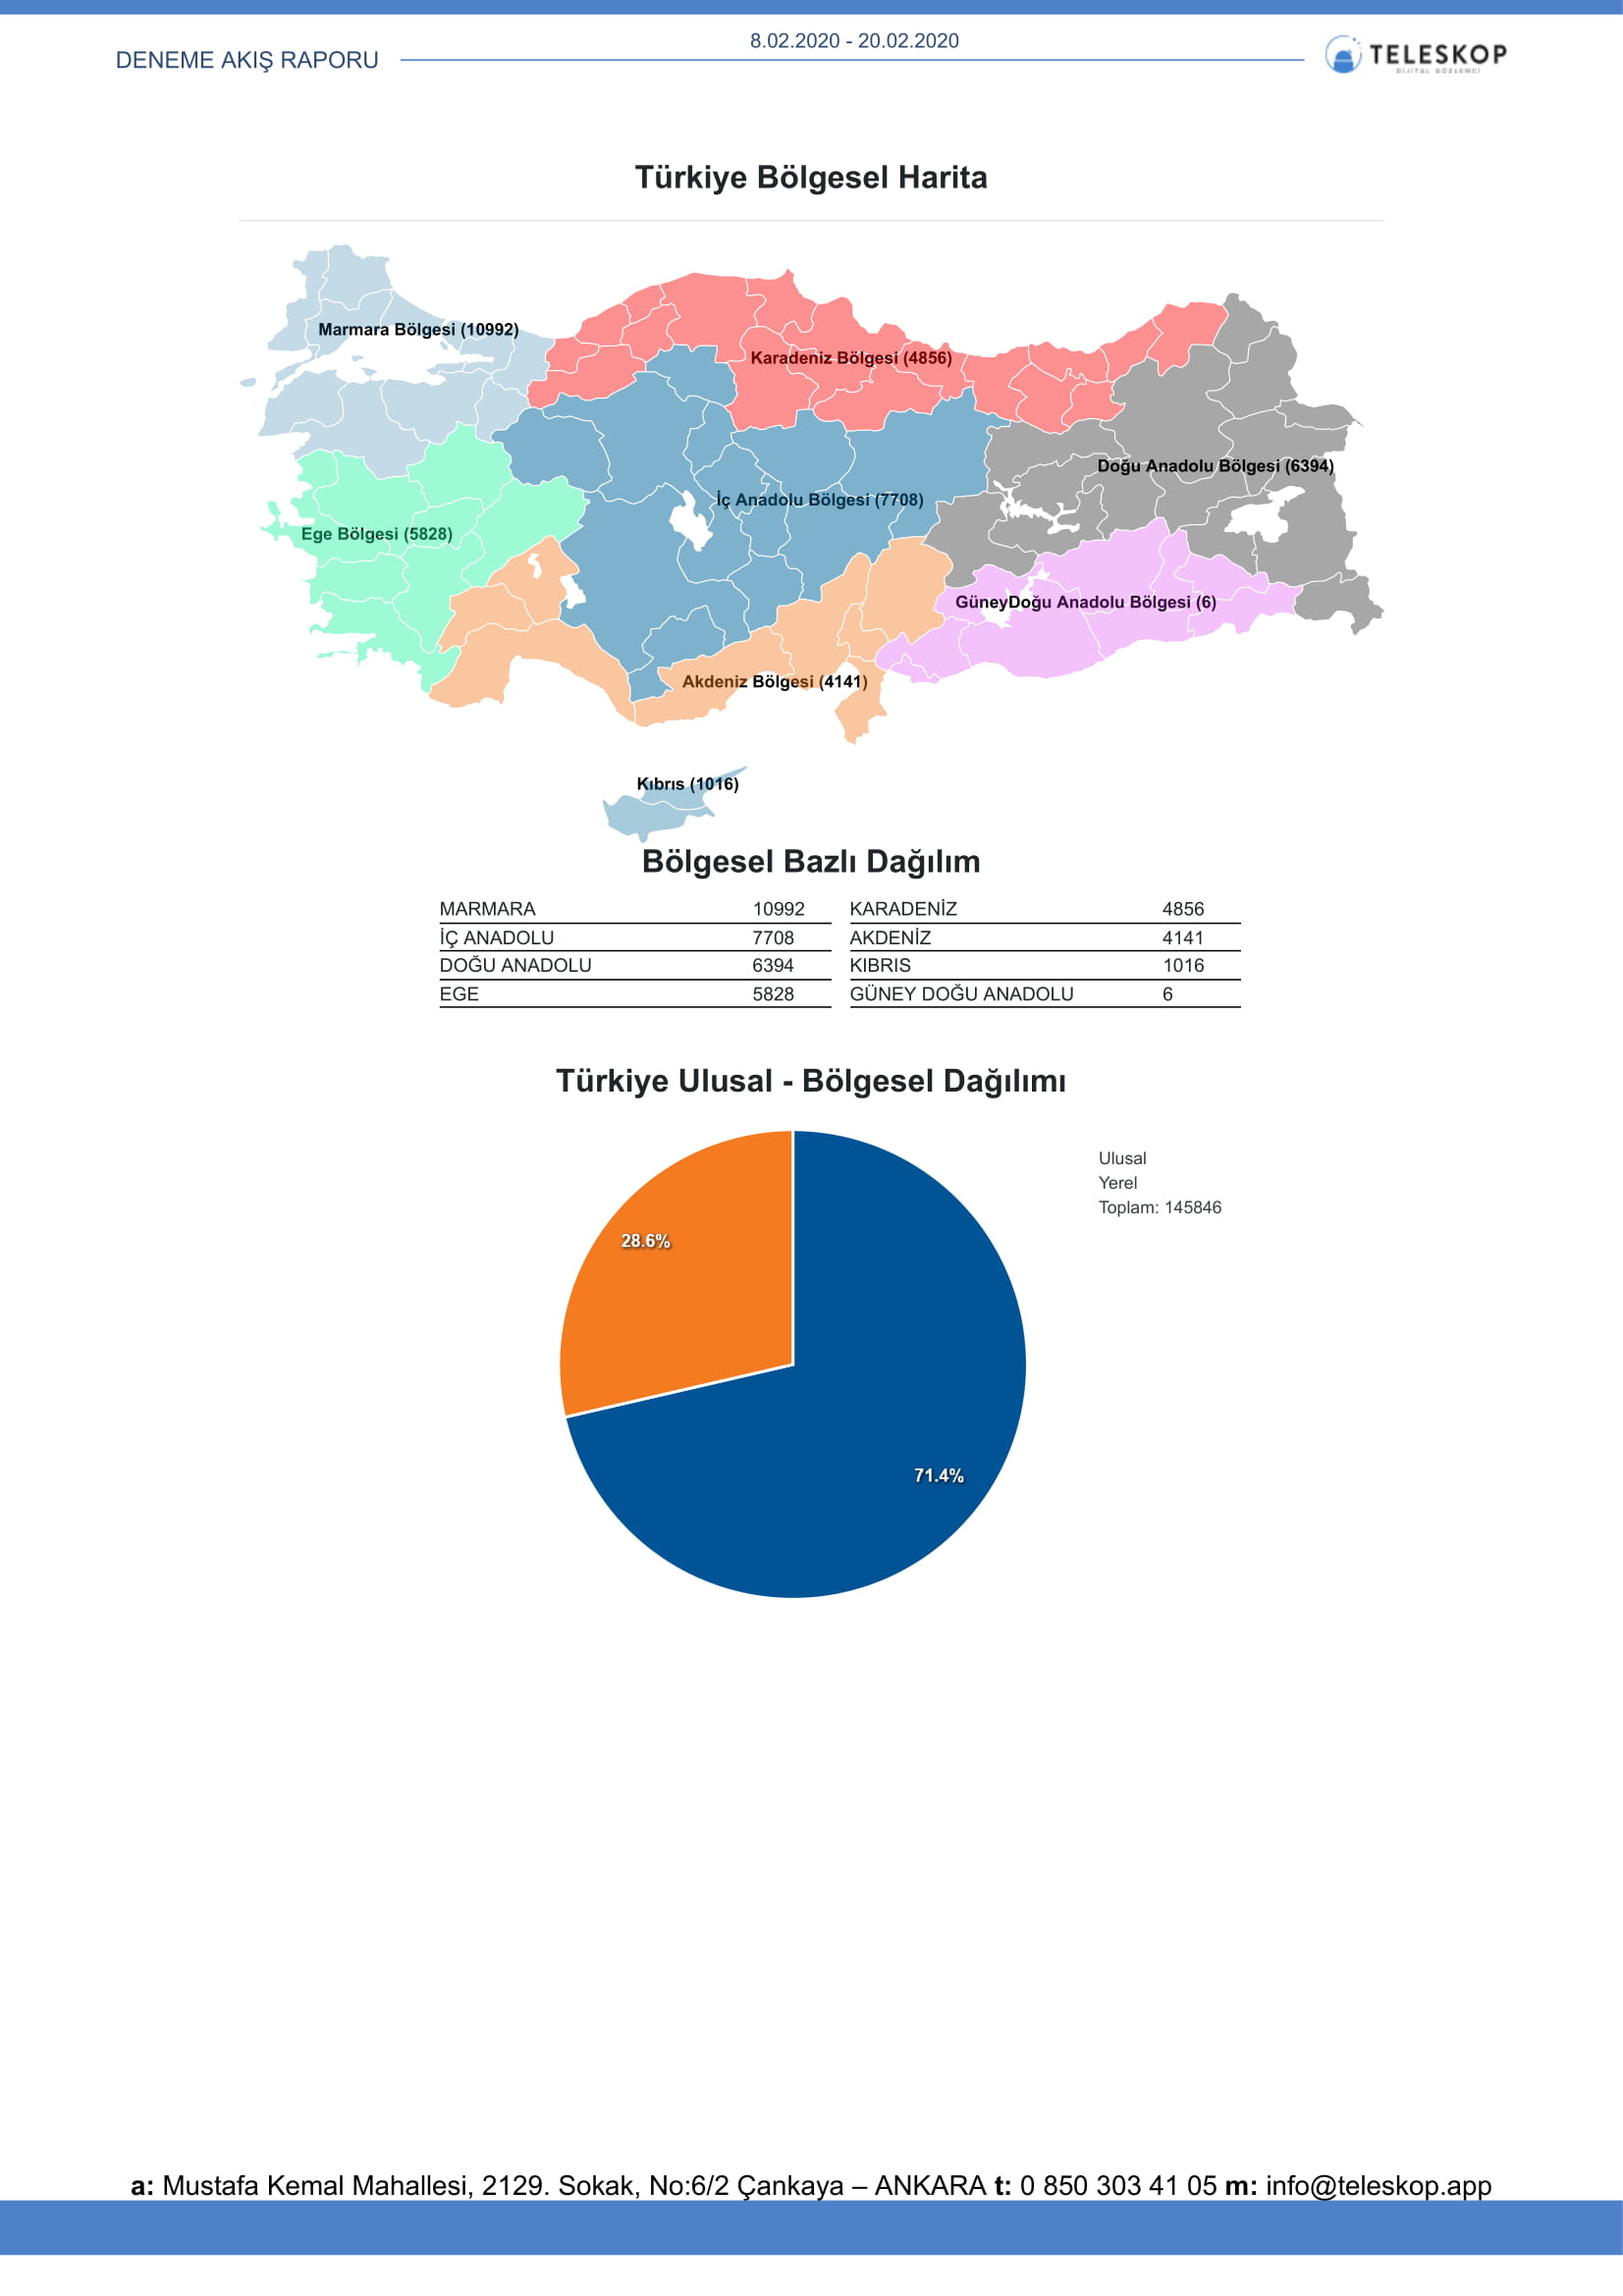 8.02.2020 - 20.02.2020
DENEME AKIŞ RAPORU
TELESKOP
DİJİTAL GÖZLEMCİ
Türkiye Bölgesel Harita
Marmara Bölgesi (10992)
Karadeniz Bölgesi (4856)
Doğu Anadolu Bölgesi (6394)
İç Anadolu Bölgesi (7708)
Ege Bölgesi (5828)
GüneyDoğu Anadolu Bölgesi (6)
Akdeniz Bölgesi (4141)
Kıbrıs (1016)
Bölgesel Bazlı Dağılım
MARMARA 10992 KARADENİZ 4856
İÇ ANADOLU 7708 AKDENİZ 4141
DOĞU ANADOLU 6394 KIBRIS 1016
EGE 5828 GÜNEY DOĞU ANADOLU 6
Türkiye Ulusal - Bölgesel Dağılımı
Ulusal
Yerel
Toplam: 145846
28.6%
71.4%
a: Mustafa Kemal Mahallesi, 2129. Sokak, No:6/2 Çankaya – ANKARA t: 0 850 303 41 05 m: info@teleskop.app